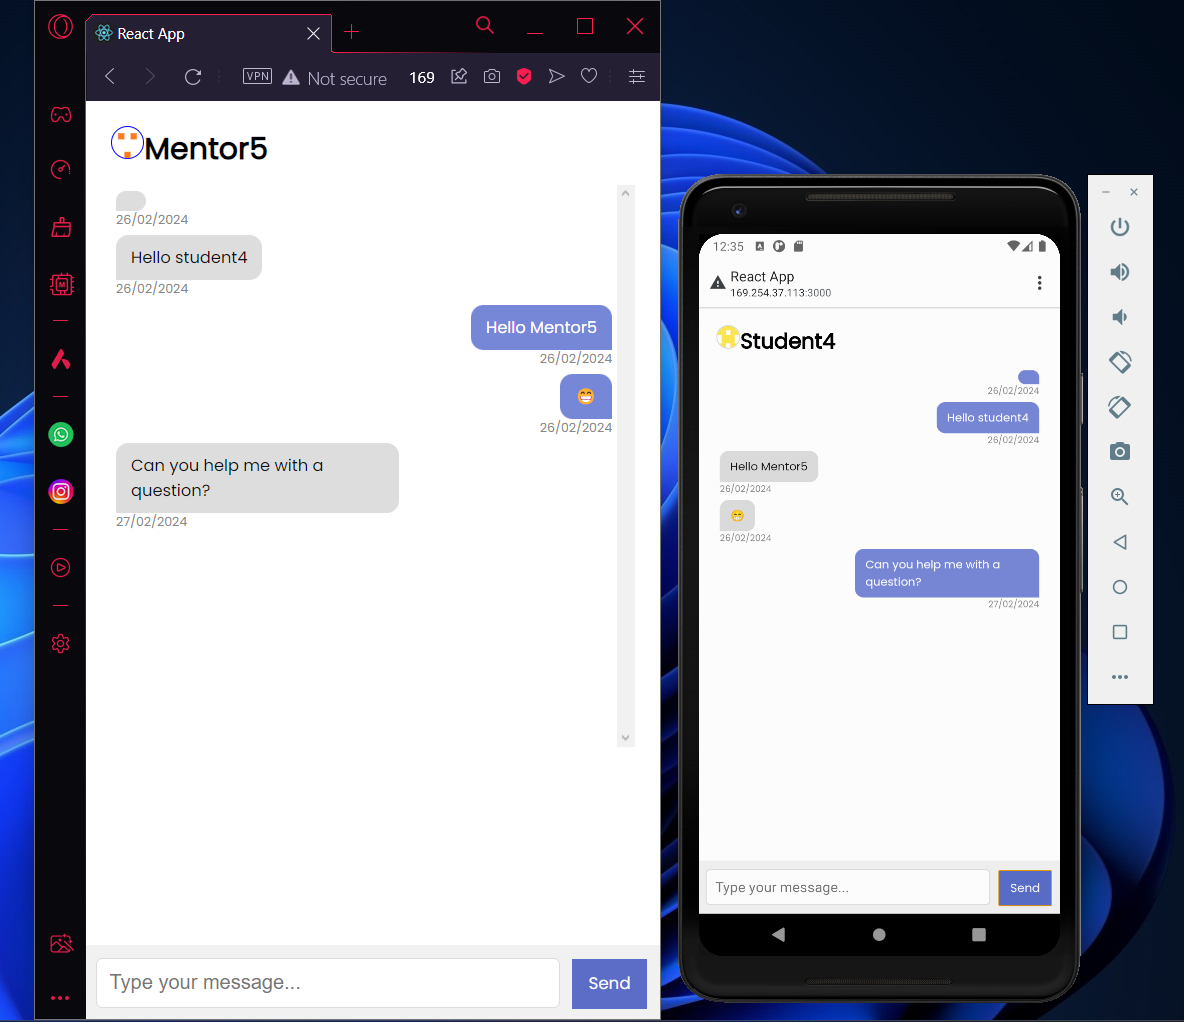 React App
VPN
Not secure
169
Mentor5
26/02/2024
Hello student4
26/02/2024
Hello Mentor5
26/02/2024
😁
26/02/2024
Can you help me with a
question?
27/02/2024
Type your message...
Send
12:35
React App
169.254.37.113:3000
Student4
26/02/2024
Hello student4
26/02/2024
Hello Mentor5
26/02/2024
😁
26/02/2024
Can you help me with a
question?
27/02/2024
Type your message...
Send